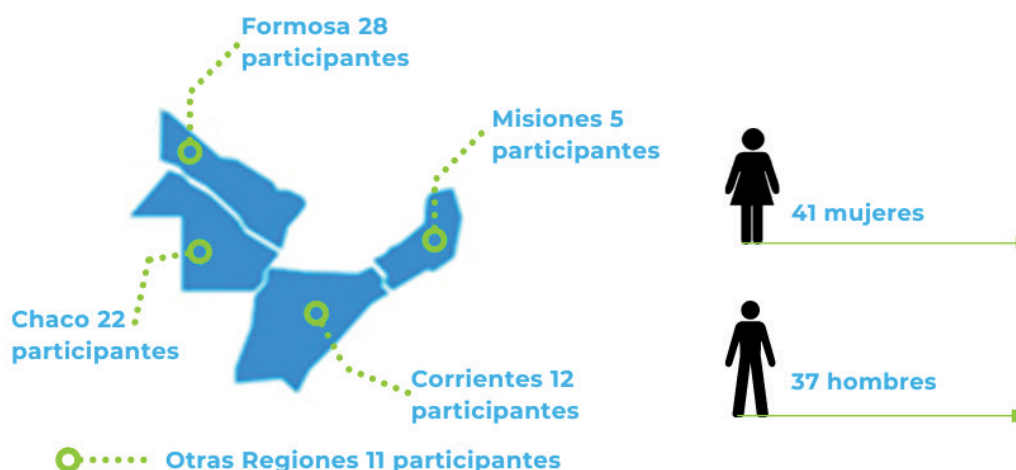 Formosa 28
participantes
Misiones 5
participantes
41 mujeres
Chaco 22
participantes
37 hombres
Corrientes 12
participantes
Otras Regiones 11 participantes